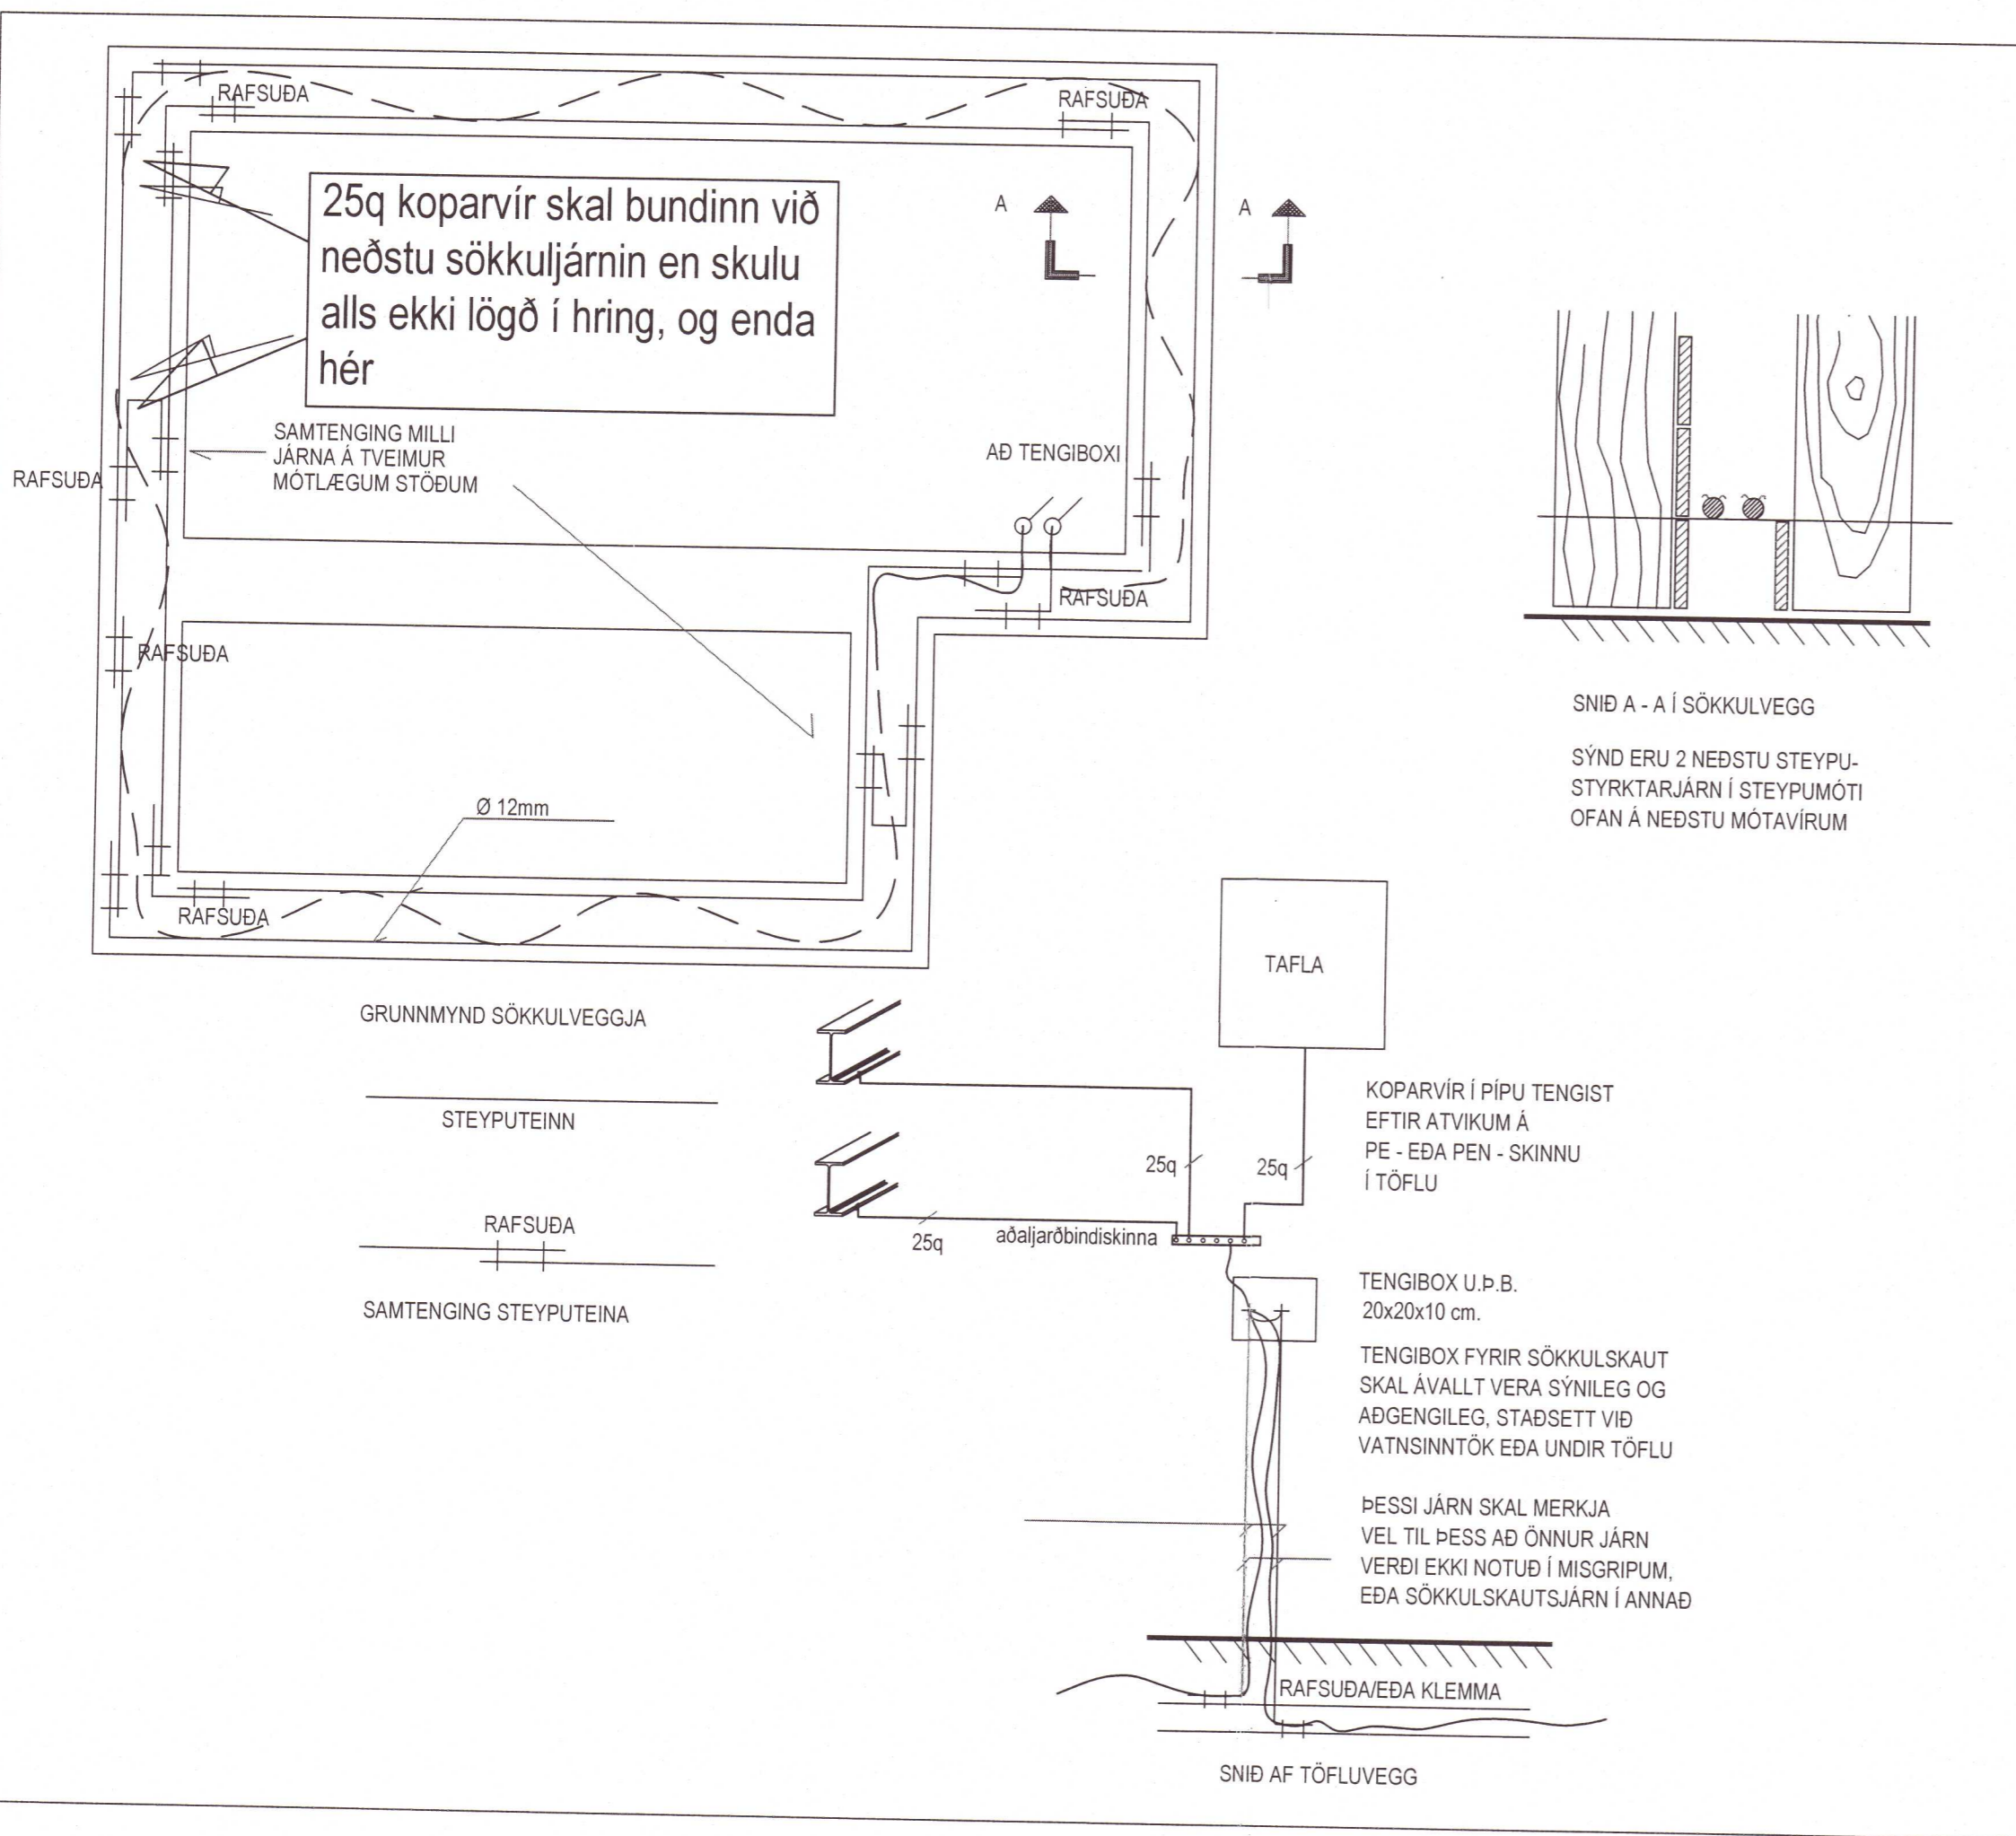 RAFSUÐA
RAFSUÐA
25q koparvír skal bundinn við
neðstu sökkuljárnin en skulu
alls ekki lögð í hring, og enda
hér
A
A
SAMTENGING MILLI
JÁRNA Á TVEIMUR
MÓTLÆGUM STÖÐUM
AÐ TENGIBOXI
RAFSUÐA
RAFSUÐA
RAFSUÐA
Ø 12mm
RAFSUÐA
SNIÐ A - A Í SÖKKULVEGG
SÝND ERU 2 NEÐSTU STEYPU-
STYRKTARJÁRN Í STEYPUMÓTI
OFAN Á NEÐSTU MÓTAVÍRUM
GRUNNMYND SÖKKULVEGGJA
STEYPUTEINN
RAFSUÐA
SAMTENGING STEYPUTEINA
TAFLA
KOPARVÍR Í PÍPU TENGIST
EFTIR ATVIKUM Á
PE - EÐA PEN - SKINNU
Í TÖFLU
25q
25q
25q
aðaljarðbindiskinna
TENGIBOX U.Þ.B.
20x20x10 cm.
TENGIBOX FYRIR SÖKKULSKAUT
SKAL ÁVALLT VERA SÝNILEG OG
AÐGENGILEG, STAÐSETT VIÐ
VATNSINNTÖK EÐA UNDIR TÖFLU
ÞESSI JÁRN SKAL MERKJA
VEL TIL ÞESS AÐ ÖNNUR JÁRN
VERÐI EKKI NOTUÐ Í MISGRIPUM,
EÐA SÖKKULSKAUTSJÁRN Í ANNAÐ
RAFSUÐA/EÐA KLEMMA
SNIÐ AF TÖFLUVEGG